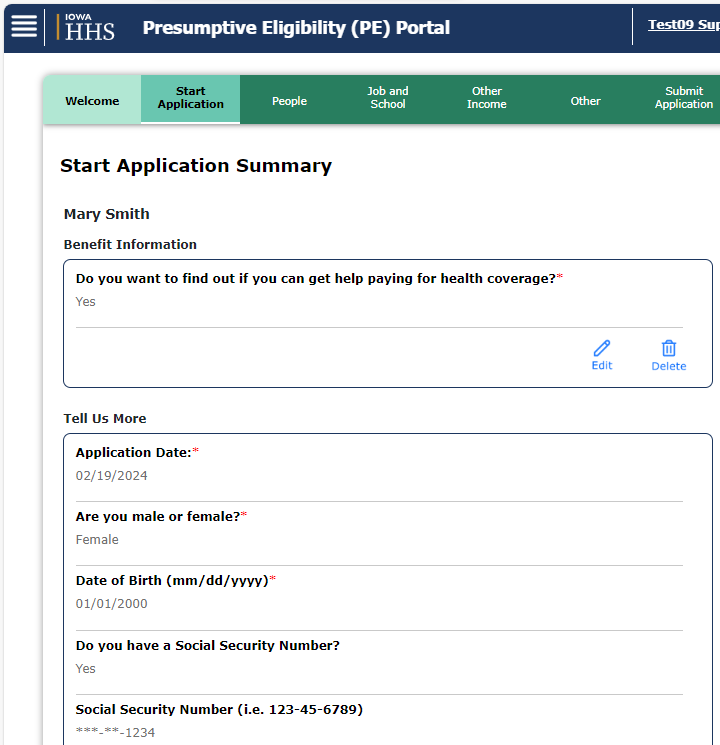 IOWA
HHS
Presumptive Eligibility (PE) Portal
Test09 Sup
Welcome
Start
Application
People
Job and
School
Other
Income
Other
Submit
Application
Start Application Summary
Mary Smith
Benefit Information
Do you want to find out if you can get help paying for health coverage?*
Yes
Edit
Delete
Tell Us More
Application Date:*
02/19/2024
Are you male or female?*
Female
Date of Birth (mm/dd/yyyy)*
01/01/2000
Do you have a Social Security Number?
Yes
Social Security Number (i.e. 123-45-6789)
***-**-1234